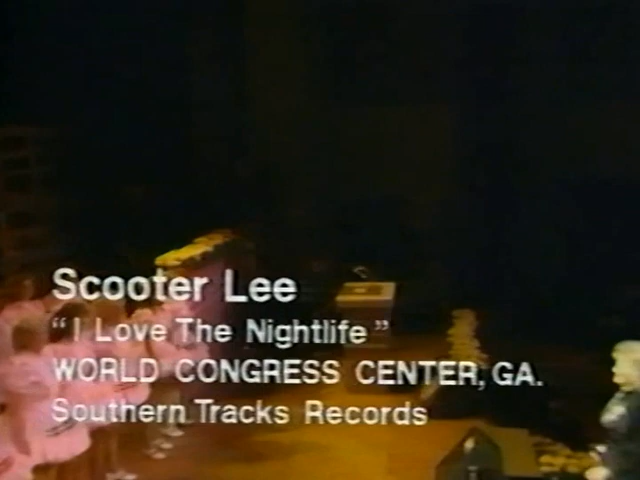 Scooter Lee
“I Love The Nightlife”
WORLD CONGRESS CENTER, GA.
Southern Tracks Records